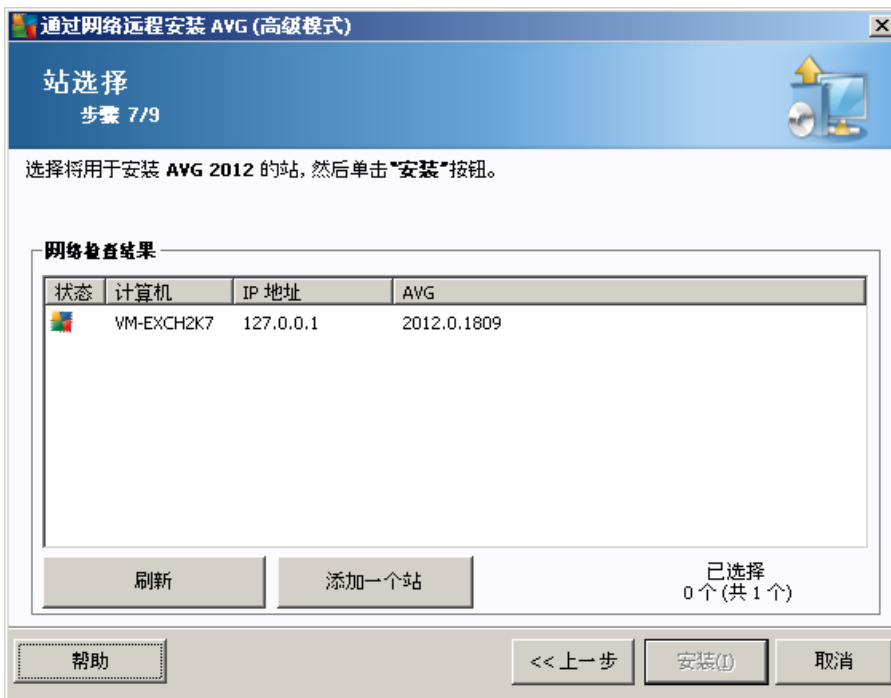 通过网络远程安装 AVG (高级模式)
站选择
步骤 7/9
选择将用于安装 AVG 2012 的站, 然后单击"安装"按钮。
网络检查结果
状态 计算机 IP 地址 AVG
VM-EXCH2K7 127.0.0.1 2012.0.1809
刷新 添加一个站 已选择
0 个 (共 1 个)
帮助 << 上一步 安装(I) 取消